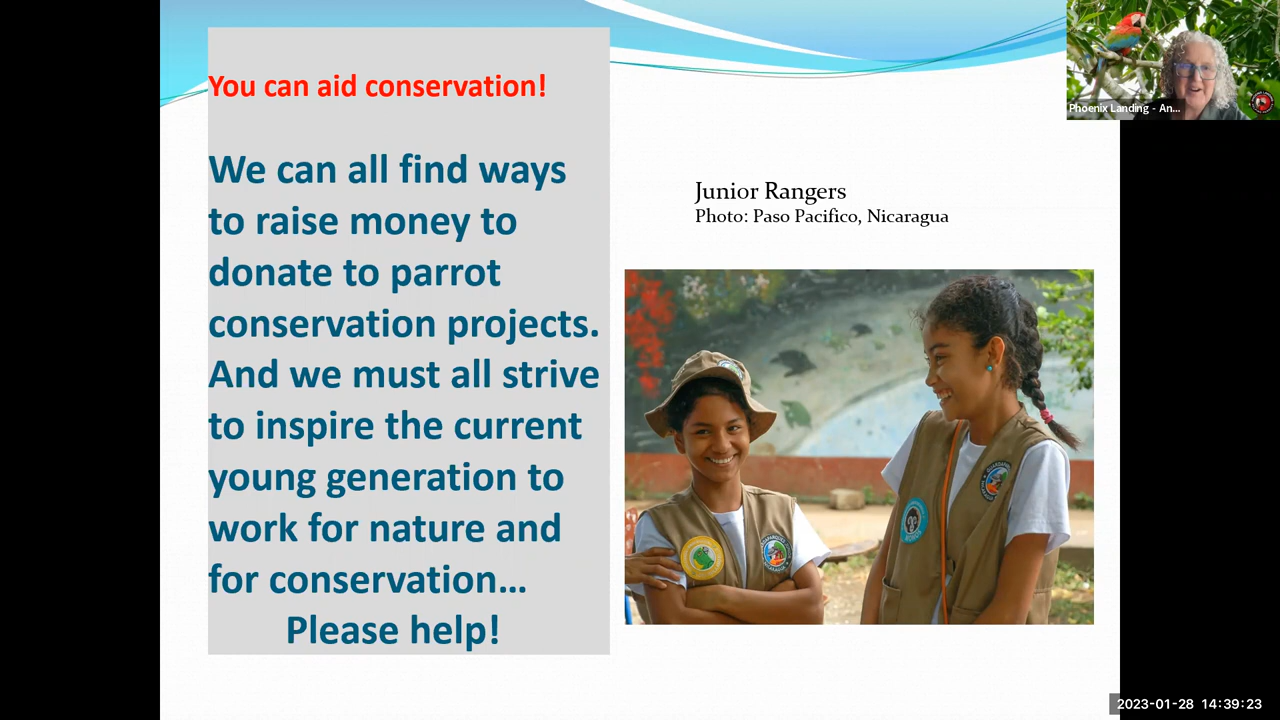 You can aid conservation!
We can all find ways
to raise money to
donate to parrot
conservation projects.
And we must all strive
to inspire the current
young generation to
work for nature and
for conservation...
Please help!
Junior Rangers
Photo: Paso Pacifico, Nicaragua
Phoenix Landing - An...
2023-01-28 14:39:23